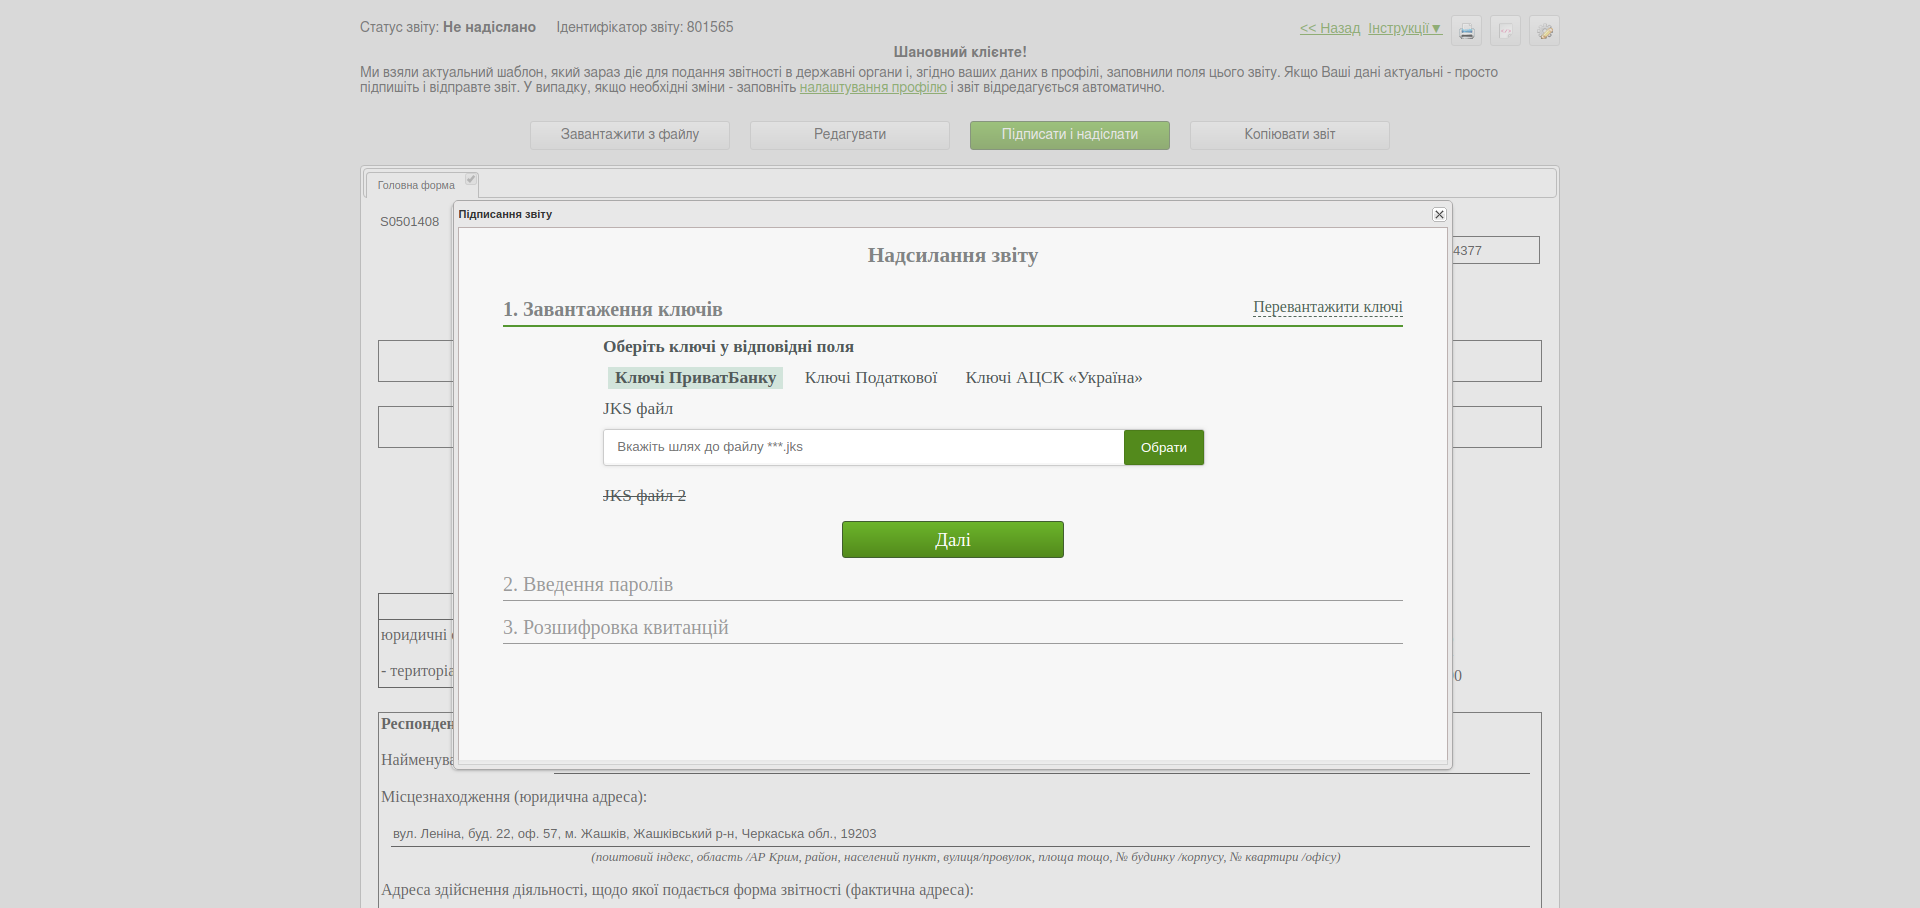 Статус звіту: Не надіслано Ідентифікатор звіту: 801565
<< Назад Інструкції▼
Шановний клієнте!
Ми взяли актуальний шаблон, який зараз діє для подання звітності в державні органи і, згідно ваших даних в профілі, заповнили поля цього звіту. Якщо Ваші дані актуальні - просто
підпишіть і відправте звіт. У випадку, якщо необхідні зміни - заповніть налаштування профілю і звіт відредагується автоматично.
Завантажити з файлу Редагувати Підписати і надіслати Копіювати звіт
Головна форма
S0501408
4377
Підписання звіту
Надсилання звіту
1. Завантаження ключів Перевантажити ключі
Оберіть ключі у відповідні поля
Ключі ПриватБанку Ключі Податкової Ключі АЦСК «Україна»
JKS файл
Вкажіть шлях до файлу ***.jks Обрати
JKS файл 2
Далі
2. Введення паролів
3. Розшифровка квитанцій
юридичні
- територіа
0
Респонден
Найменува
Місцезнаходження (юридична адреса):
вул. Леніна, буд. 22, оф. 57, м. Жашків, Жашківський р-н, Черкаська обл., 19203
(поштовий індекс, область /АР Крим, район, населений пункт, вулиця/провулок, площа тощо, № будинку /корпусу, № квартири /офісу)
Адреса здійснення діяльності, щодо якої подається форма звітності (фактична адреса):